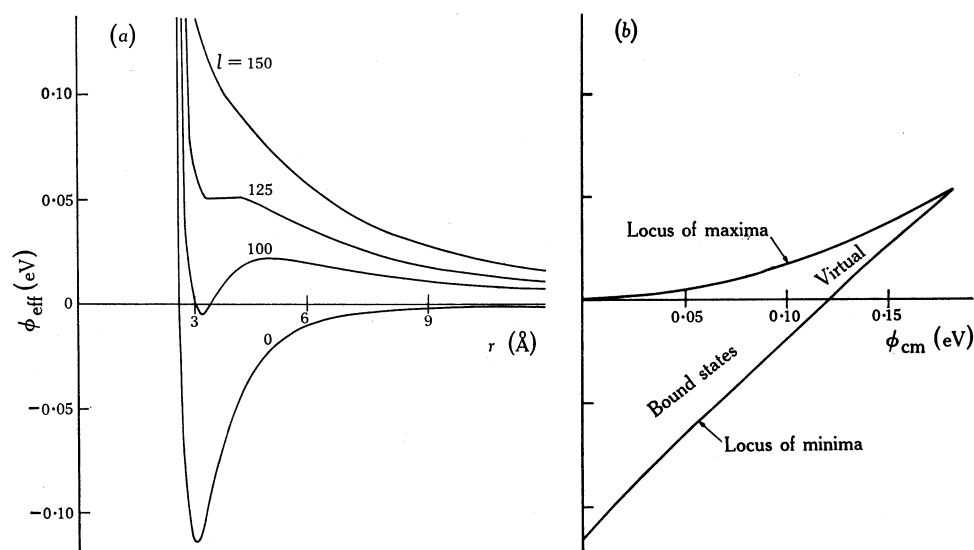 (a)
l = 150
0·10
0·05
125
100
0
3
6
9
0
r (Å)
−0·05
−0·10
ϕeff (eV)
(b)
Locus of maxima
Virtual
0·05
0·10
0·15
ϕcm (eV)
Bound states
Locus of minima